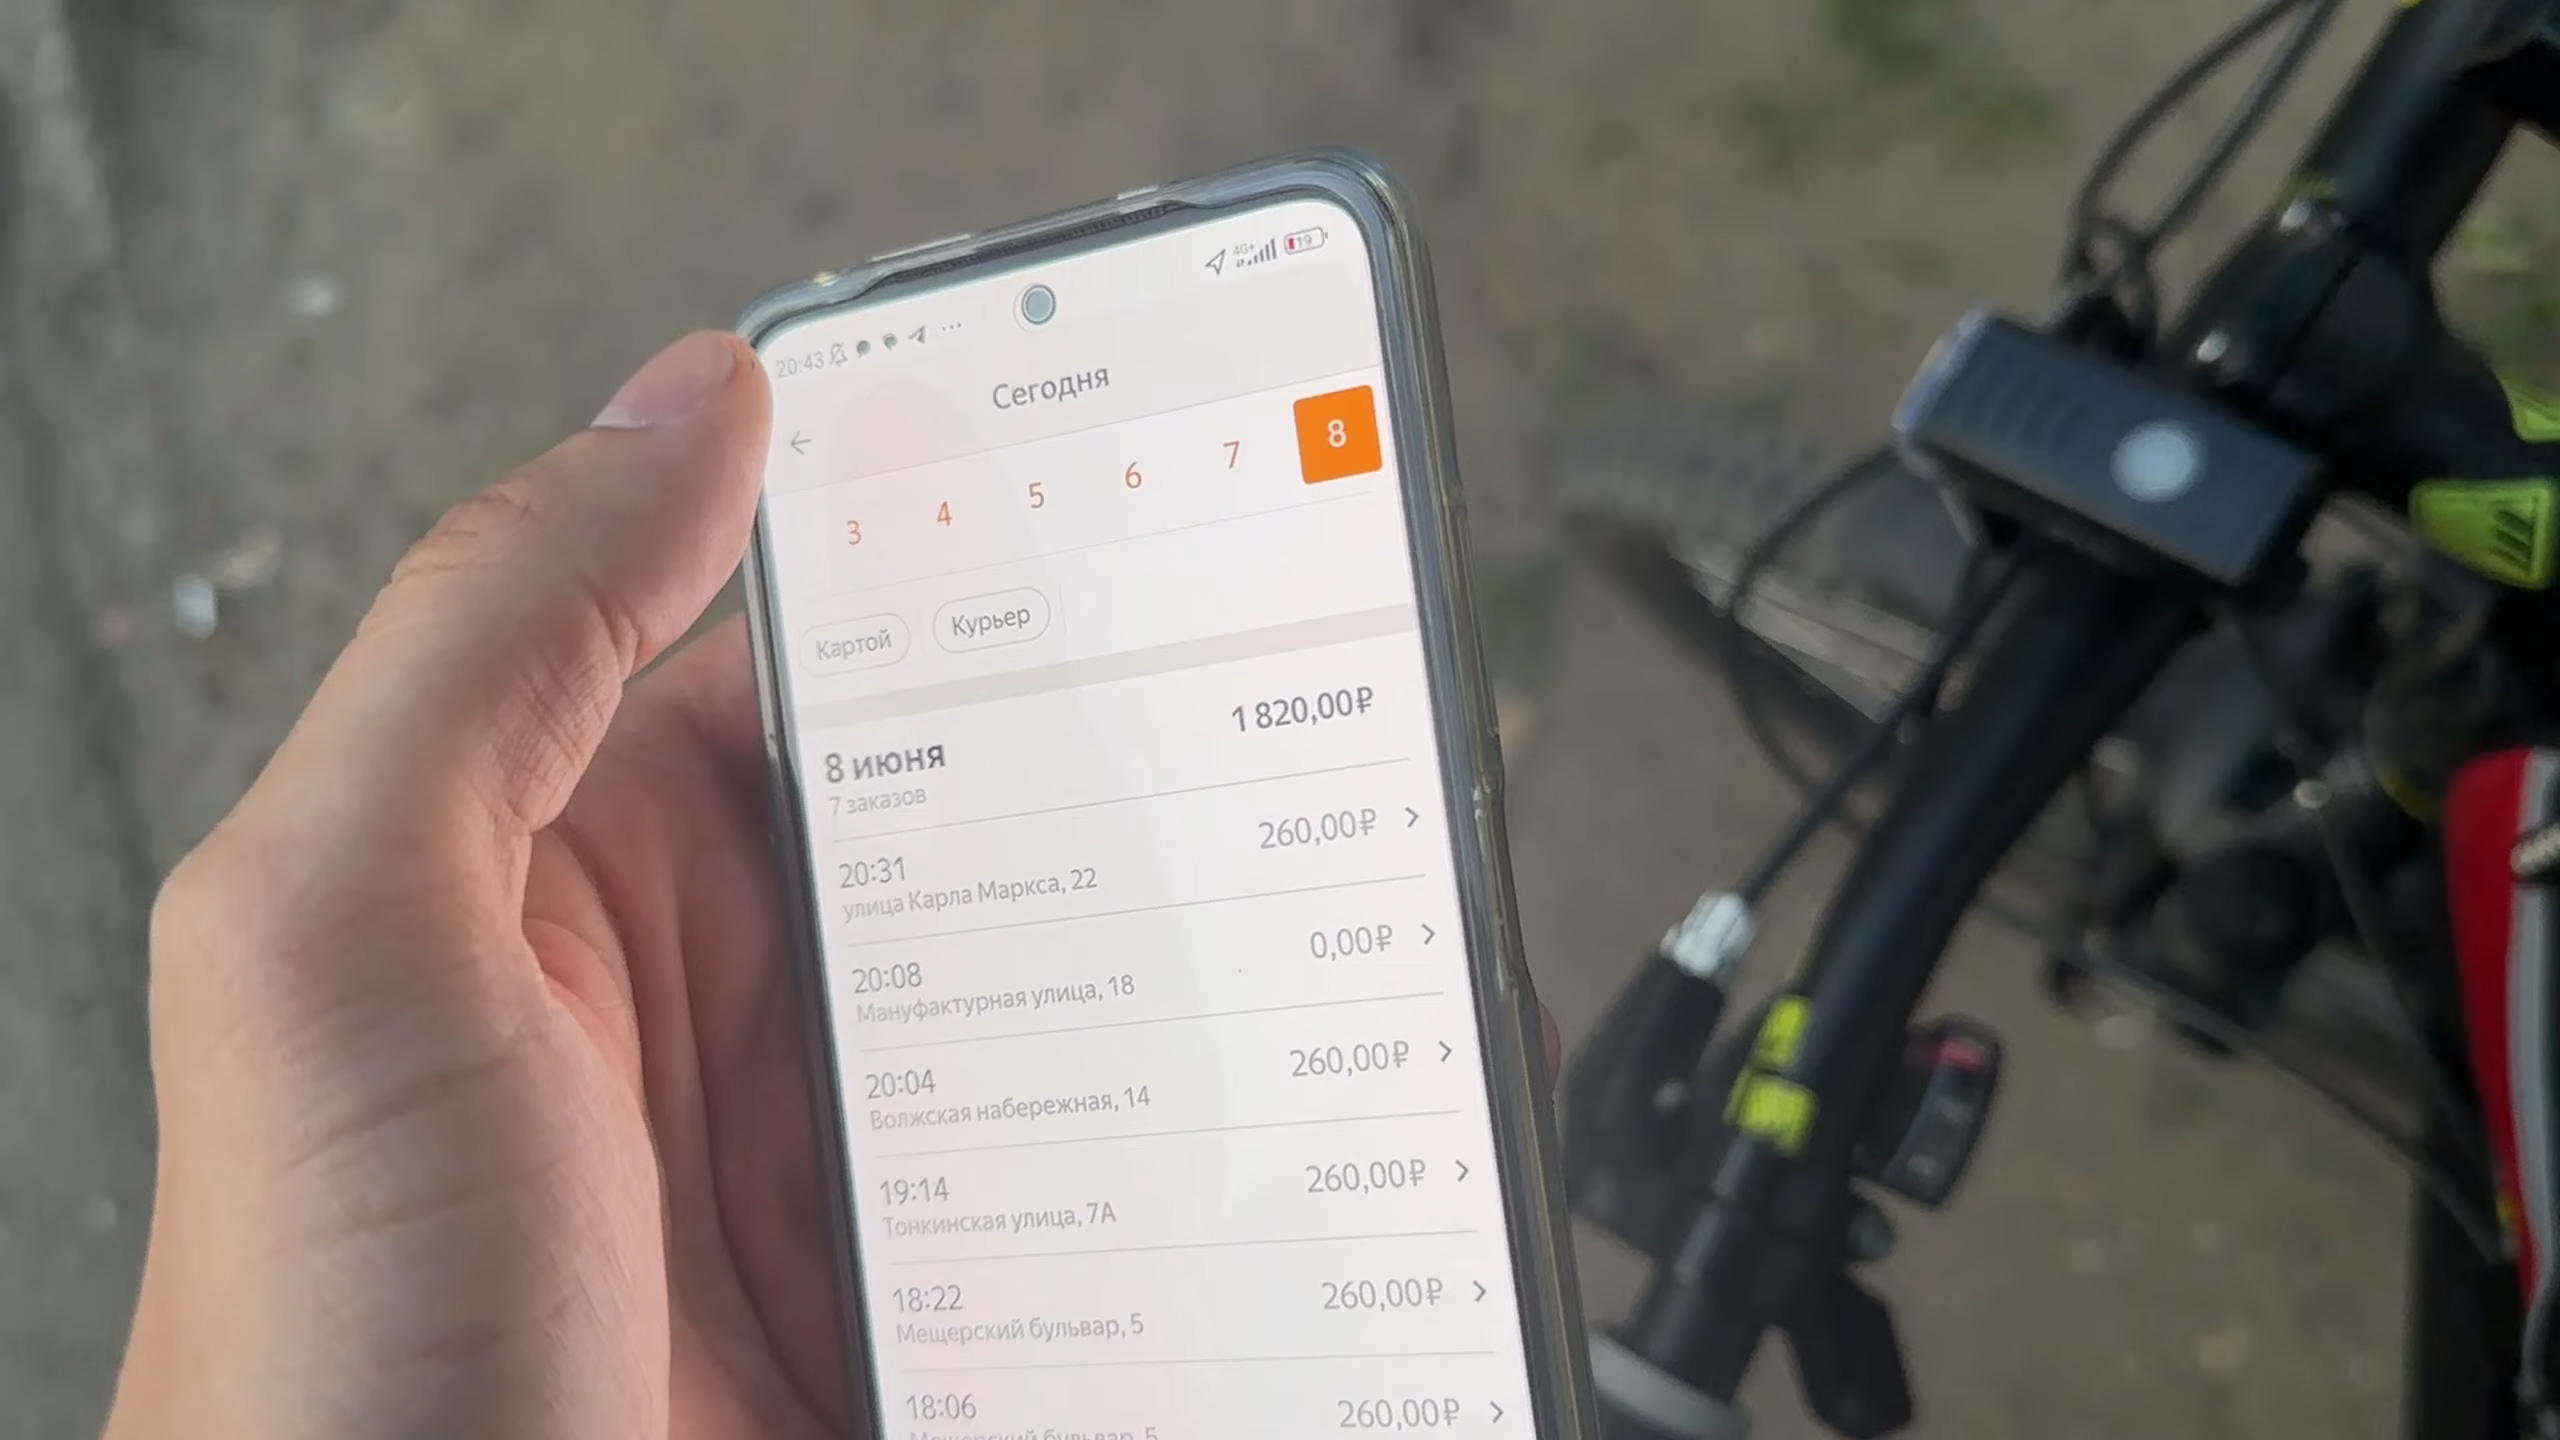 20:43
4G+
19
Сегодня
3 4 5 6 7 8
Картой Курьер
8 июня 1 820,00₽
7 заказов
20:31 260,00₽
улица Карла Маркса, 22
20:08 0,00₽
Мануфактурная улица, 18
20:04 260,00₽
Волжская набережная, 14
19:14 260,00₽
Тонкинская улица, 7А
18:22 260,00₽
Мещерский бульвар, 5
18:06 260,00₽
Мещерский бульвар, 5